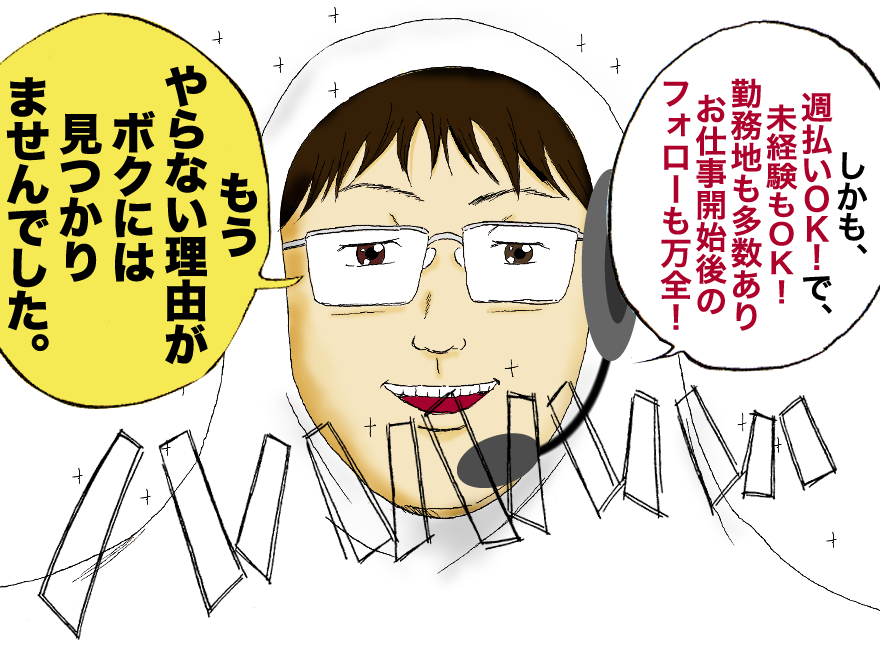 しかも、
週払いOK!で、
未経験もOK!
勤務地も多数あり
お仕事開始後の
フォローも万全!
もう
やらない理由が
ボクには
見つかり
ませんでした。